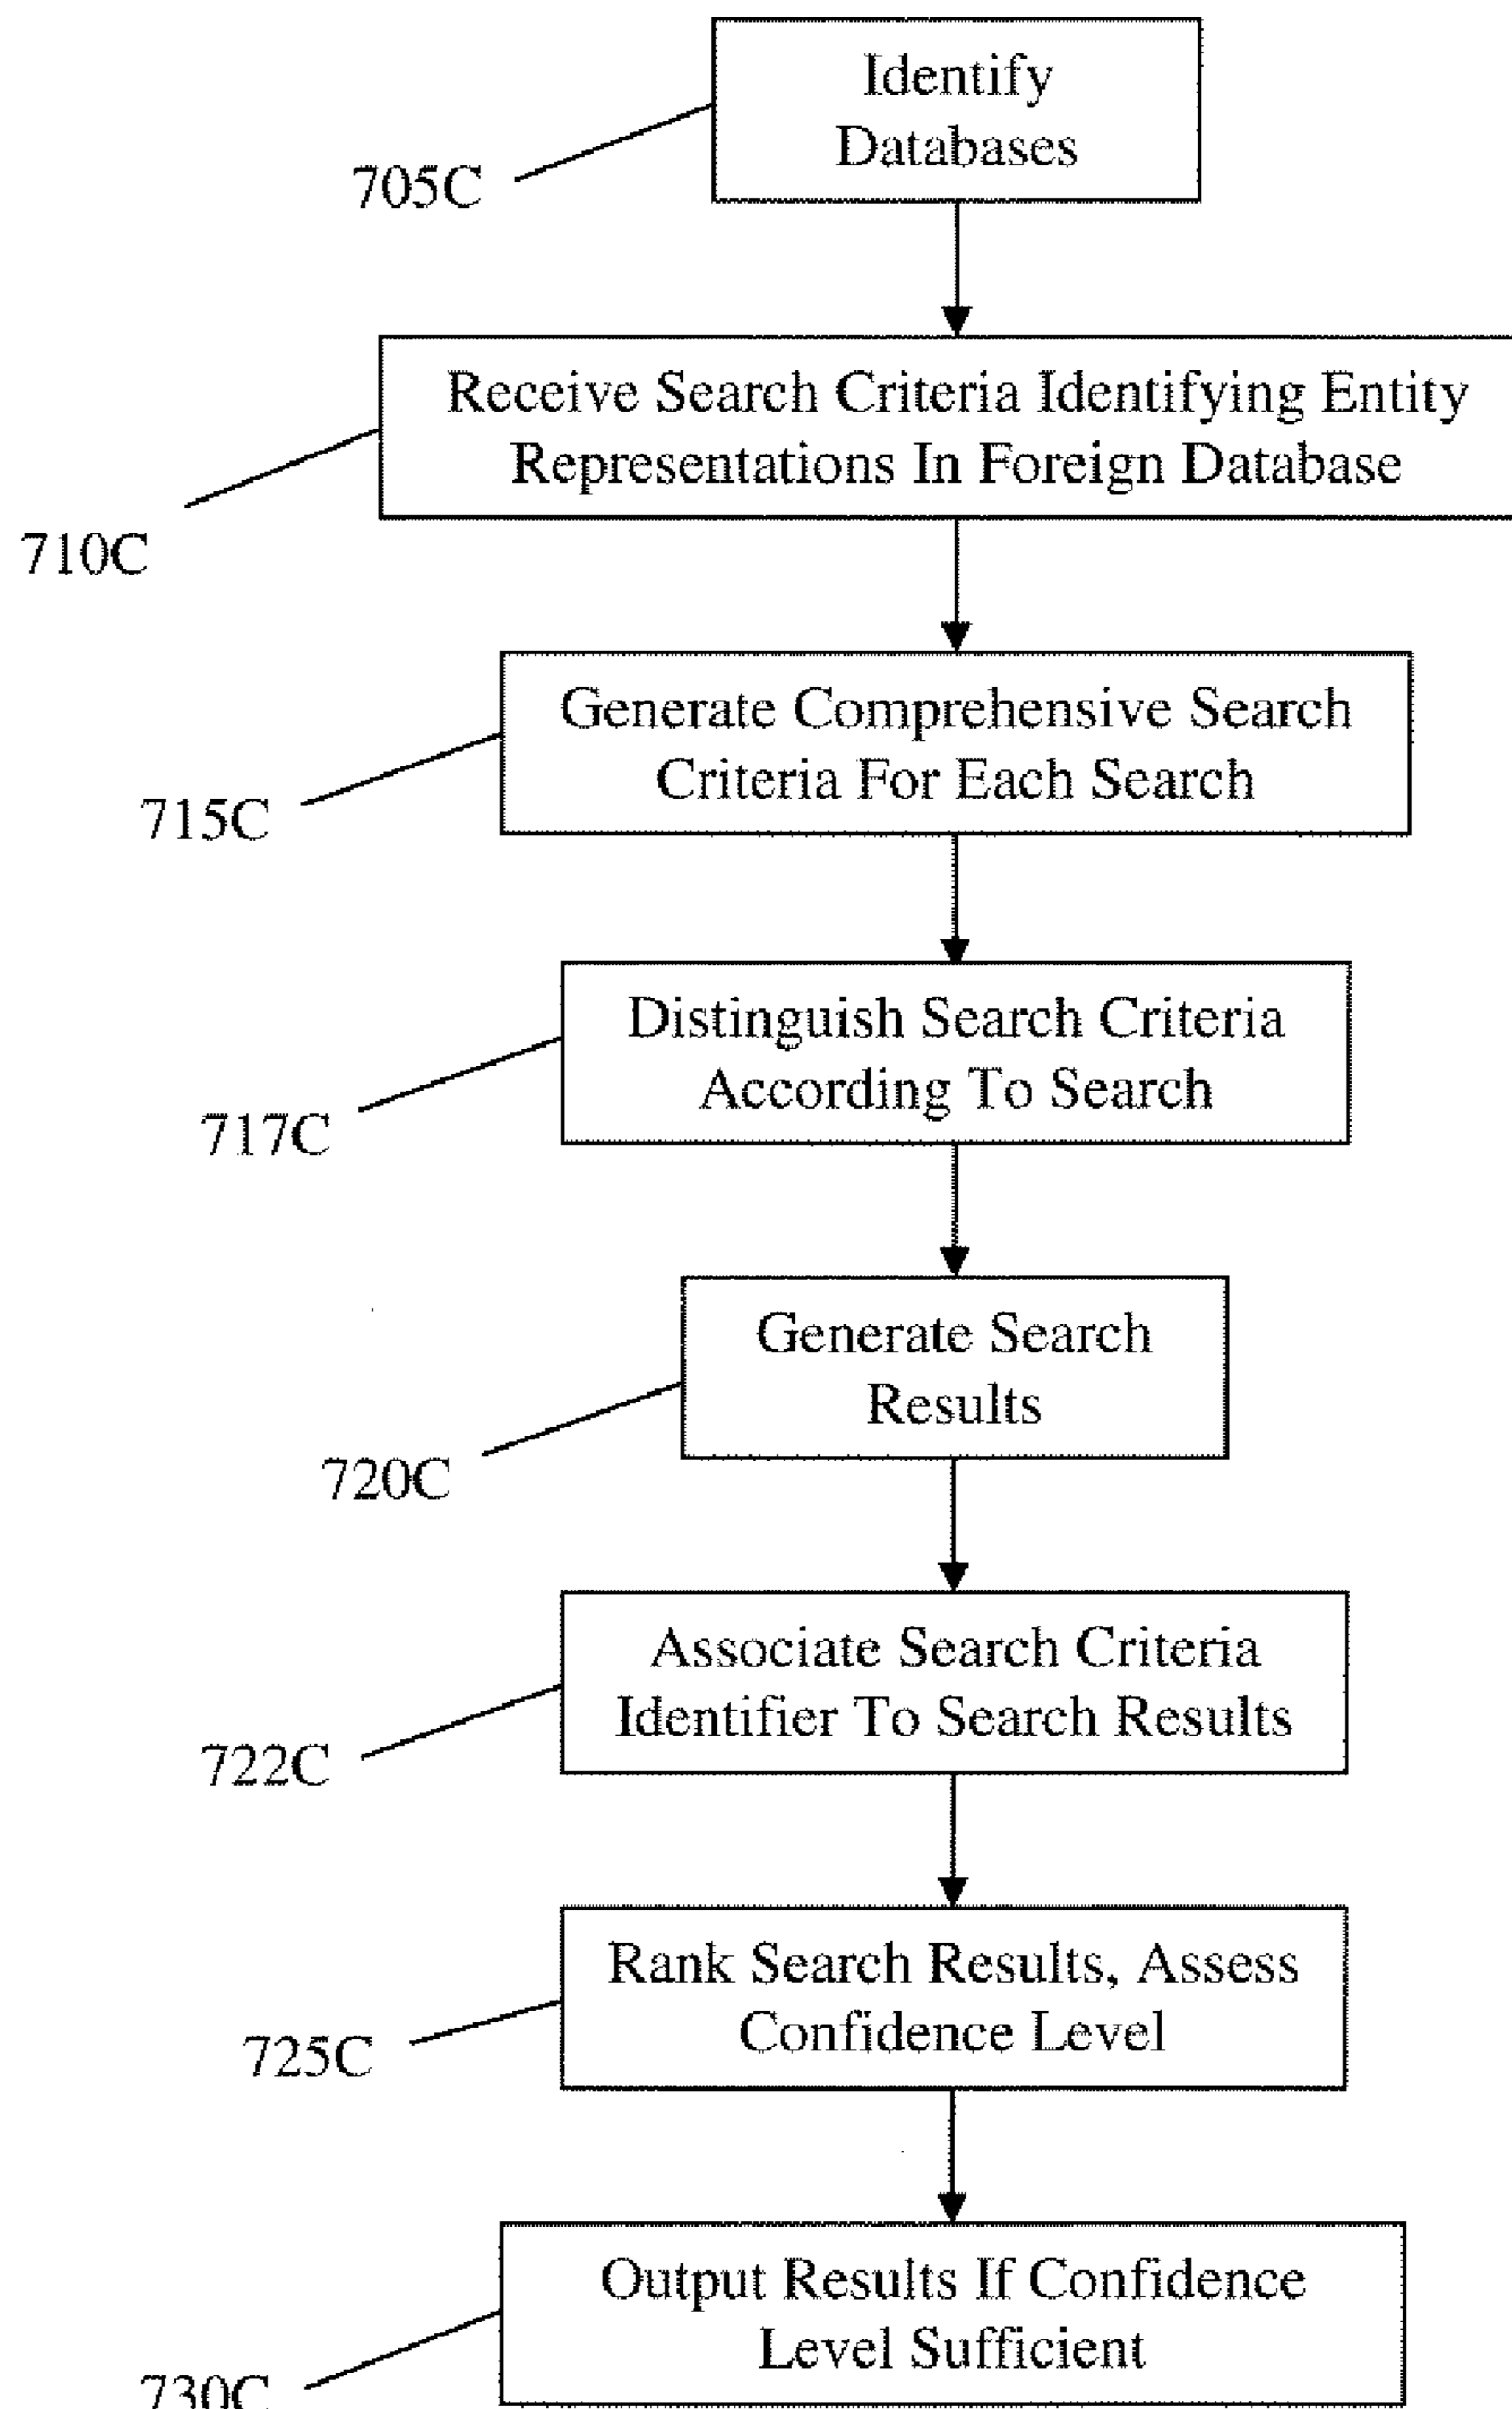 Identify
Databases
705C
Receive Search Criteria Identifying Entity
Representations In Foreign Database
710C
Generate Comprehensive Search
Criteria For Each Search
715C
Distinguish Search Criteria
According To Search
717C
Generate Search
Results
720C
Associate Search Criteria
Identifier To Search Results
722C
Rank Search Results, Assess
Confidence Level
725C
Output Results If Confidence
Level Sufficient
730C